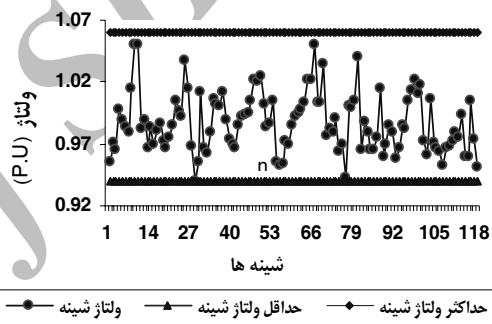 1.07
1.02
0.97
0.92
ولتاژ (P.U)
n
1 14 27 40 53 66 79 92 105 118
شینه ها
حداکثر ولتاژ شینه حداقل ولتاژ شینه ولتاژ شینه